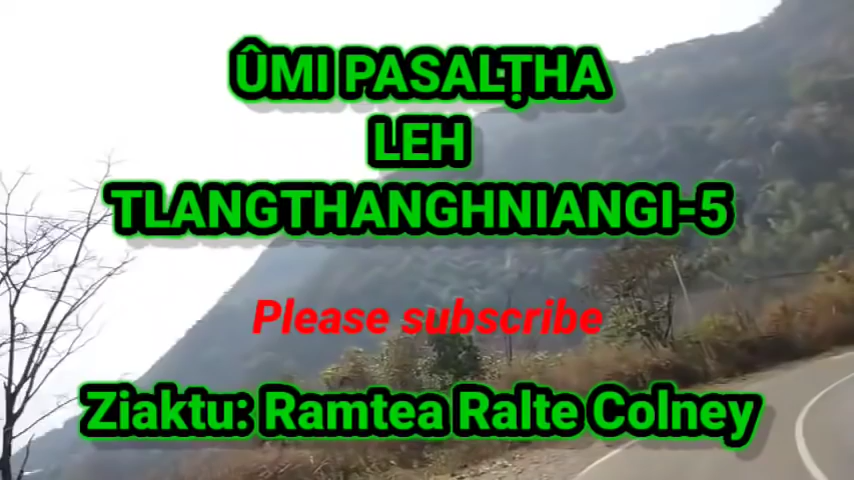 ÛMI PASALṬHA
LEH
TLANGTHANGHNIANGI-5
Please subscribe
Ziaktu: Ramtea Ralte Colney